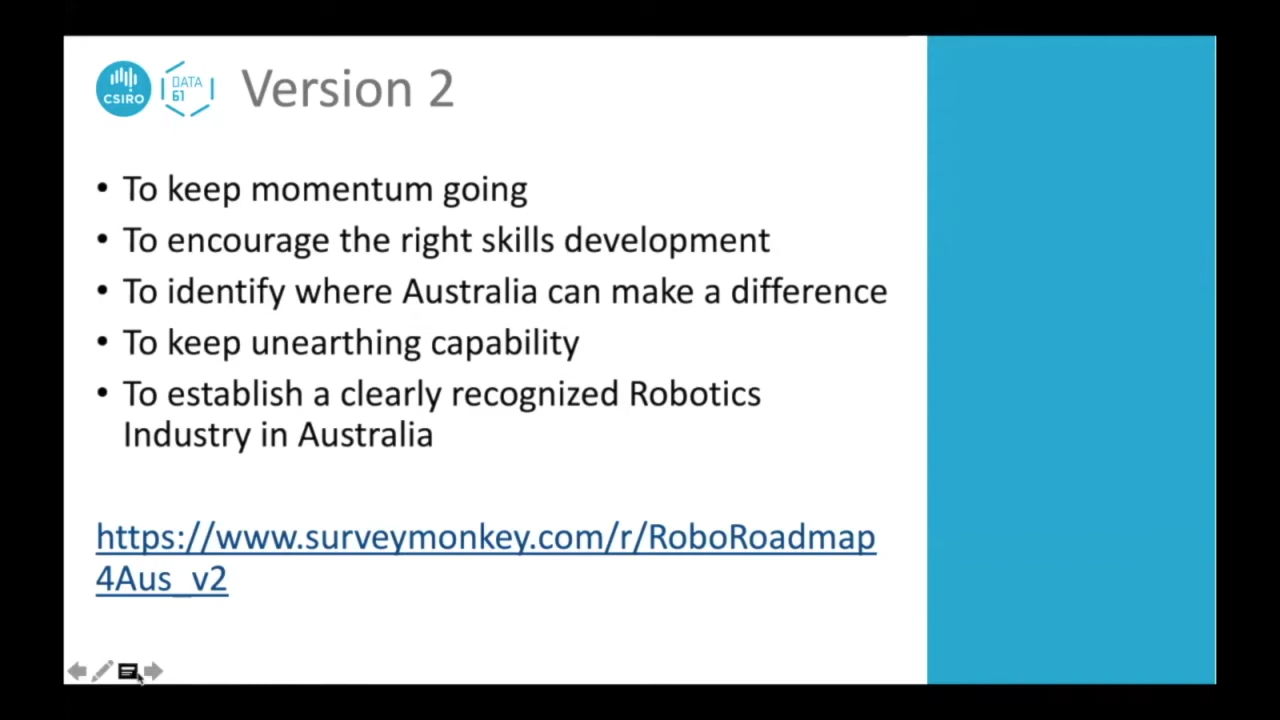 CSIRO
DATA
61
Version 2
• To keep momentum going
• To encourage the right skills development
• To identify where Australia can make a difference
• To keep unearthing capability
• To establish a clearly recognized Robotics
Industry in Australia
https://www.surveymonkey.com/r/RoboRoadmap
4Aus_v2